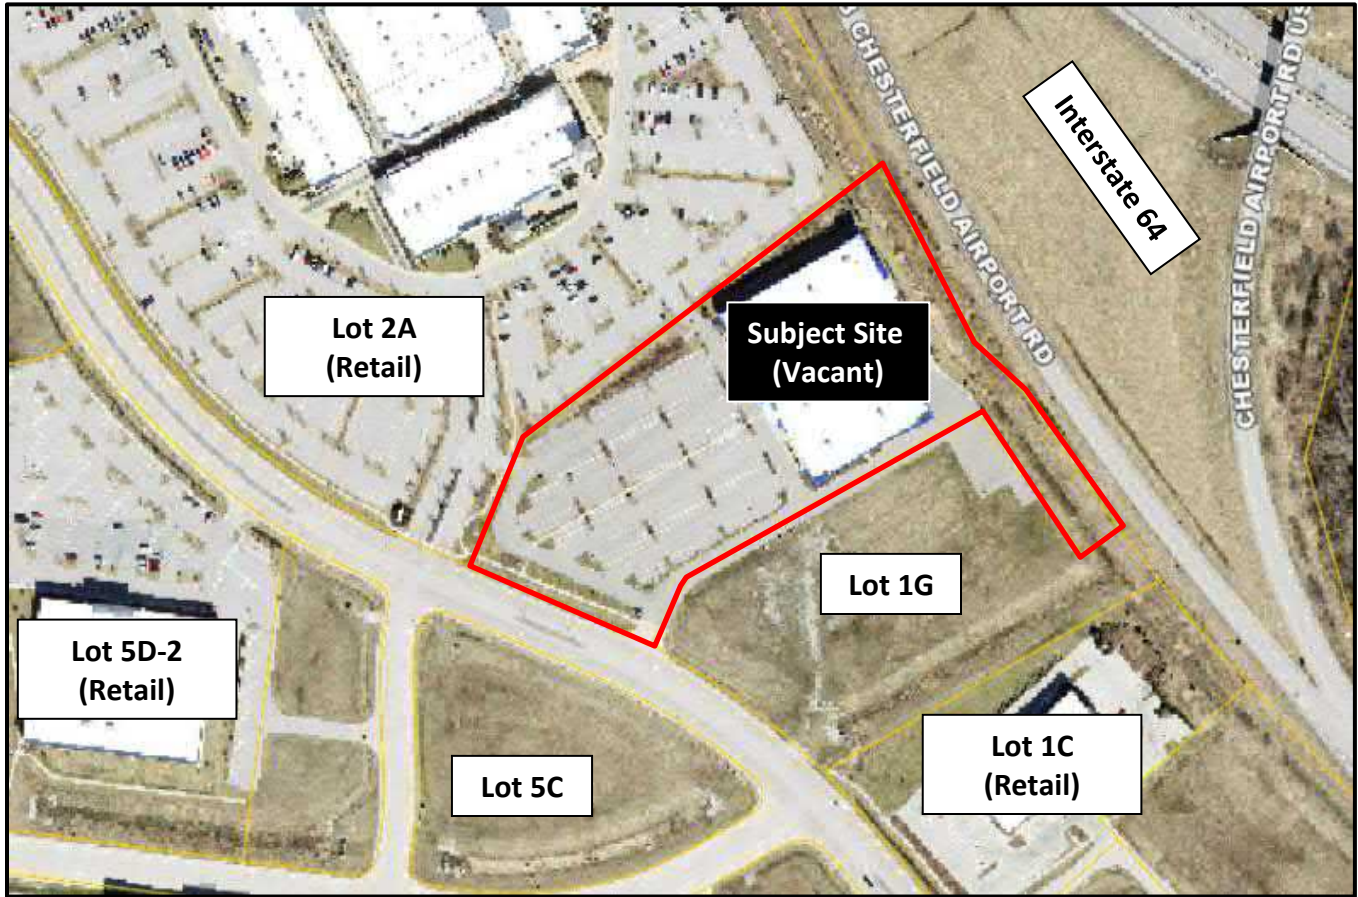 B CHESTERFIELD AIRPORT RD
CHESTERFIELD AIRPORT RD US
Interstate 64
Lot 2A
(Retail)
Subject Site
(Vacant)
Lot 1G
Lot 5D-2
(Retail)
Lot 5C
Lot 1C
(Retail)